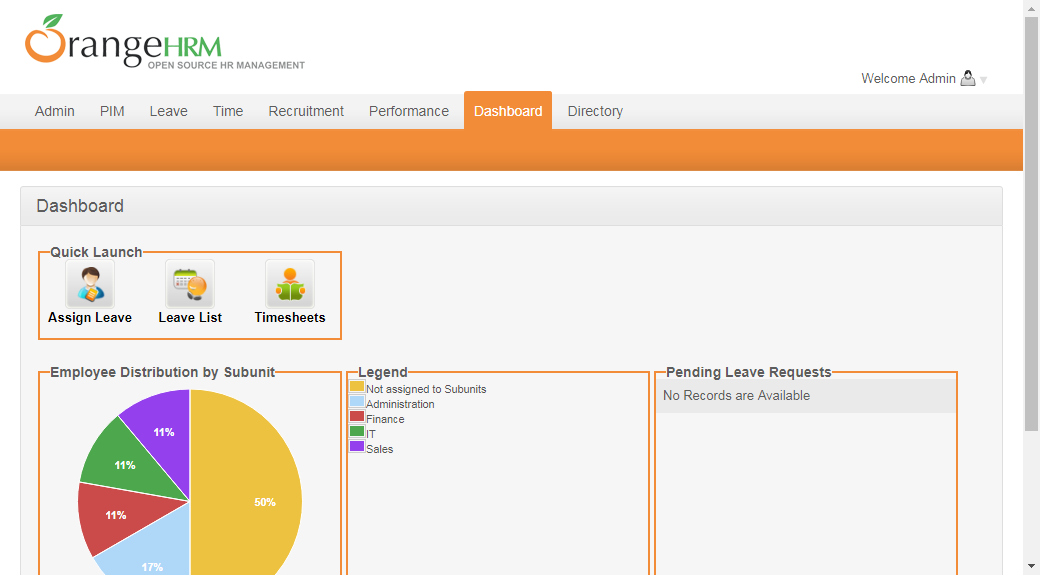 OrangeHRM
OPEN SOURCE HR MANAGEMENT
Welcome Admin
Admin PIM Leave Time Recruitment Performance Dashboard Directory
Dashboard
Quick Launch
Assign Leave Leave List Timesheets
Employee Distribution by Subunit
11%
11%
11%
50%
17%
Legend
Not assigned to Subunits
Administration
Finance
IT
Sales
Pending Leave Requests
No Records are Available